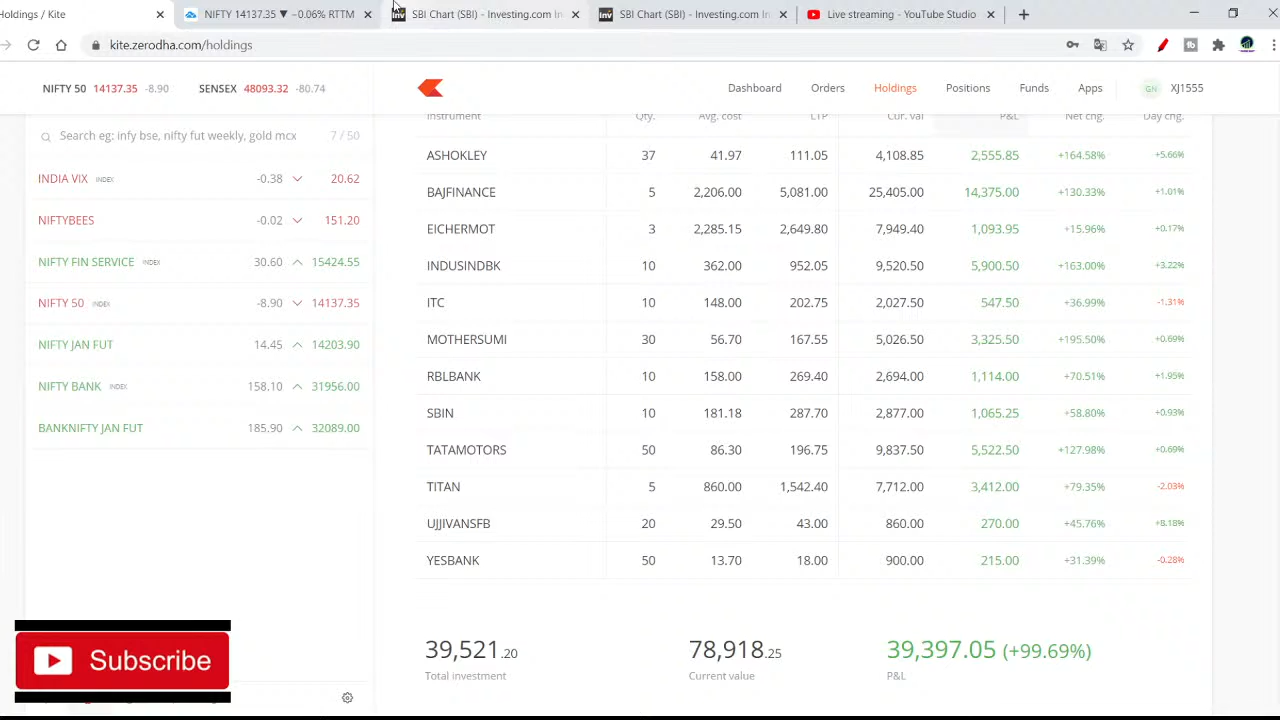 Holdings / Kite
NIFTY 14137.35 ▼ −0.06% RTTM
SBI Chart (SBI) - Investing.com In
SBI Chart (SBI) - Investing.com In
Live streaming - YouTube Studio
kite.zerodha.com/holdings
NIFTY 50 14137.35 -8.90 SENSEX 48093.32 -80.74
Dashboard Orders Holdings Positions Funds Apps GN XJ1555
Search eg: infy bse, nifty fut weekly, gold mcx 7 / 50
INDIA VIX INDEX -0.38 20.62
NIFTYBEES -0.02 151.20
NIFTY FIN SERVICE INDEX 30.60 15424.55
NIFTY 50 INDEX -8.90 14137.35
NIFTY JAN FUT 14.45 14203.90
NIFTY BANK INDEX 158.10 31956.00
BANKNIFTY JAN FUT 185.90 32089.00
Instrument Qty. Avg. cost LTP Cur. val P&L Net chg. Day chg.
ASHOKLEY 37 41.97 111.05 4,108.85 2,555.85 +164.58% +5.66%
BAJFINANCE 5 2,206.00 5,081.00 25,405.00 14,375.00 +130.33% +1.01%
EICHERMOT 3 2,285.15 2,649.80 7,949.40 1,093.95 +15.96% +0.17%
INDUSINDBK 10 362.00 952.05 9,520.50 5,900.50 +163.00% +3.22%
ITC 10 148.00 202.75 2,027.50 547.50 +36.99% -1.31%
MOTHERSUMI 30 56.70 167.55 5,026.50 3,325.50 +195.50% +0.69%
RBLBANK 10 158.00 269.40 2,694.00 1,114.00 +70.51% +1.95%
SBIN 10 181.18 287.70 2,877.00 1,065.25 +58.80% +0.93%
TATAMOTORS 50 86.30 196.75 9,837.50 5,522.50 +127.98% +0.69%
TITAN 5 860.00 1,542.40 7,712.00 3,412.00 +79.35% -2.03%
UJJIVANSFB 20 29.50 43.00 860.00 270.00 +45.76% +8.18%
YESBANK 50 13.70 18.00 900.00 215.00 +31.39% -0.28%
39,521.20 78,918.25 39,397.05 (+99.69%)
Total investment Current value P&L
Subscribe